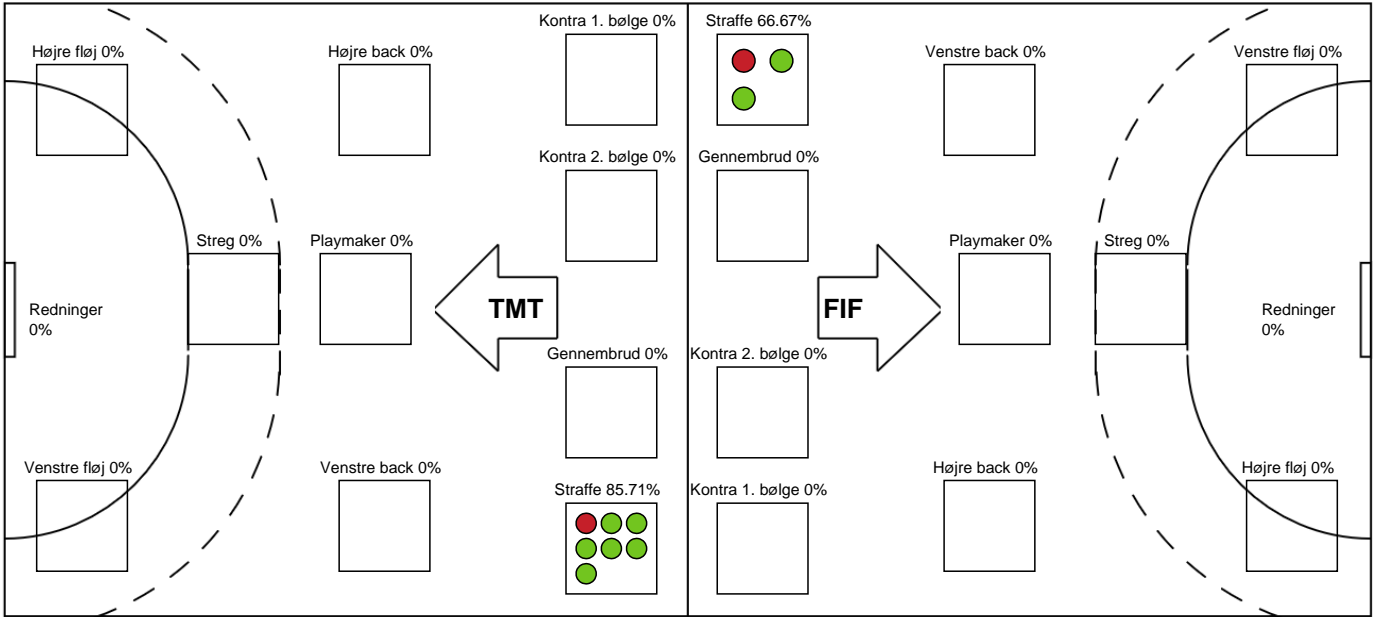 Kontra 1. bølge 0%
Straffe 66.67%
Højre fløj 0%
Højre back 0%
Venstre back 0%
Venstre fløj 0%
Kontra 2. bølge 0%
Gennembrud 0%
Streg 0%
Playmaker 0%
Playmaker 0%
Streg 0%
Redninger
0%
TMT
FIF
Redninger
0%
Gennembrud 0%
Kontra 2. bølge 0%
Venstre fløj 0%
Venstre back 0%
Højre back 0%
Højre fløj 0%
Straffe 85.71%
Kontra 1. bølge 0%